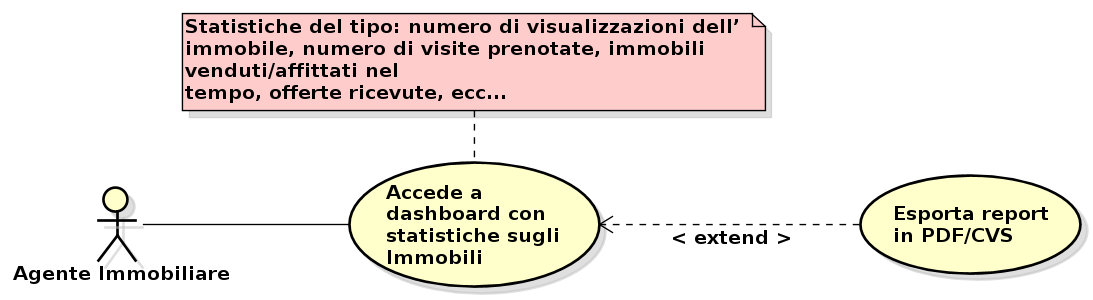 Statistiche del tipo: numero di visualizzazioni dell’
immobile, numero di visite prenotate, immobili
venduti/affittati nel
tempo, offerte ricevute, ecc...
Accede a
dashboard con
statistiche sugli
Immobili
Esporta report
in PDF/CVS
< extend >
Agente Immobiliare